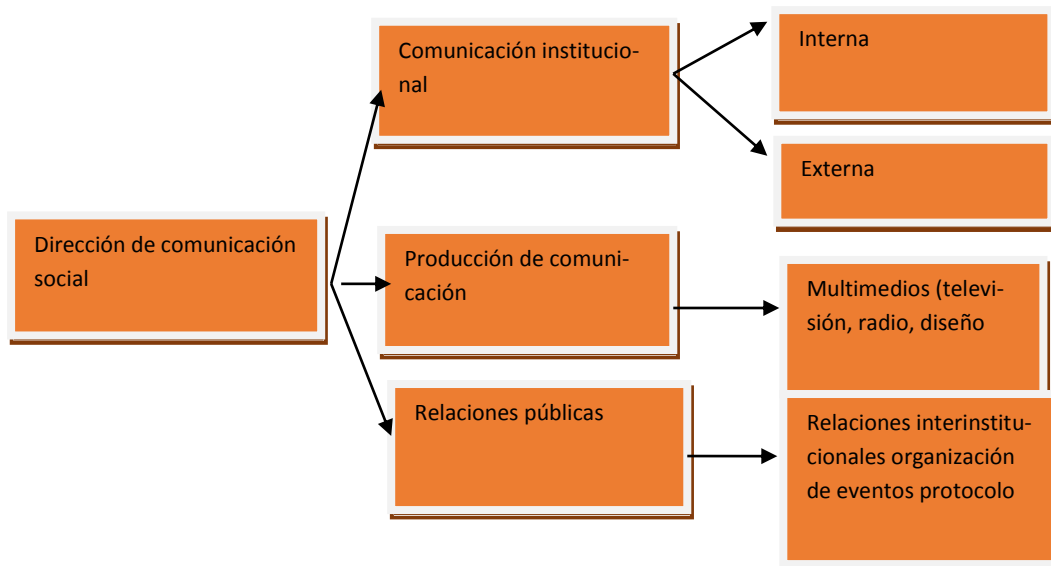 Dirección de comunicación
social
Comunicación institucio-
nal
Interna
Externa
Producción de comuni-
cación
Multimedios (televi-
sión, radio, diseño
Relaciones públicas
Relaciones interinstitu-
cionales organización
de eventos protocolo